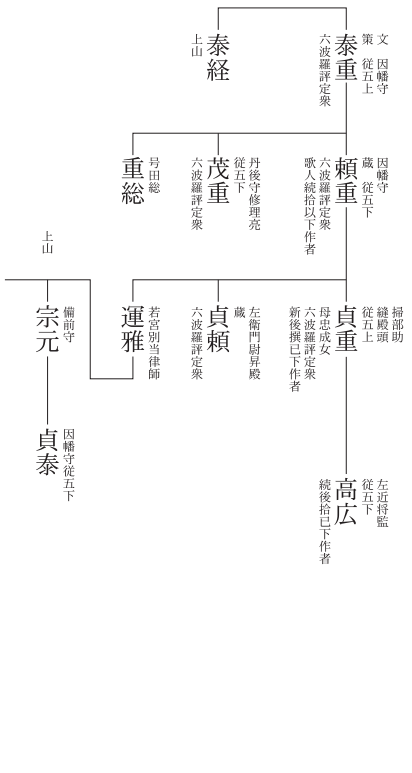 文　因幡守
策　従五上
泰重
六波羅評定衆
泰経
上山
因幡守
蔵　従五下
頼重
六波羅評定衆
歌人続拾以下作者
丹後守修理亮
従五下
茂重
六波羅評定衆
号田総
重総
掃部助
縫殿頭
従五上
貞重
母忠成女
六波羅評定衆
新後撰已下作者
左衛門尉昇殿
蔵
貞頼
六波羅評定衆
若宮別当律師
運雅
上山
備前守
宗元
因幡守従五下
貞泰
左近将監
従五下
高広
続後拾已下作者